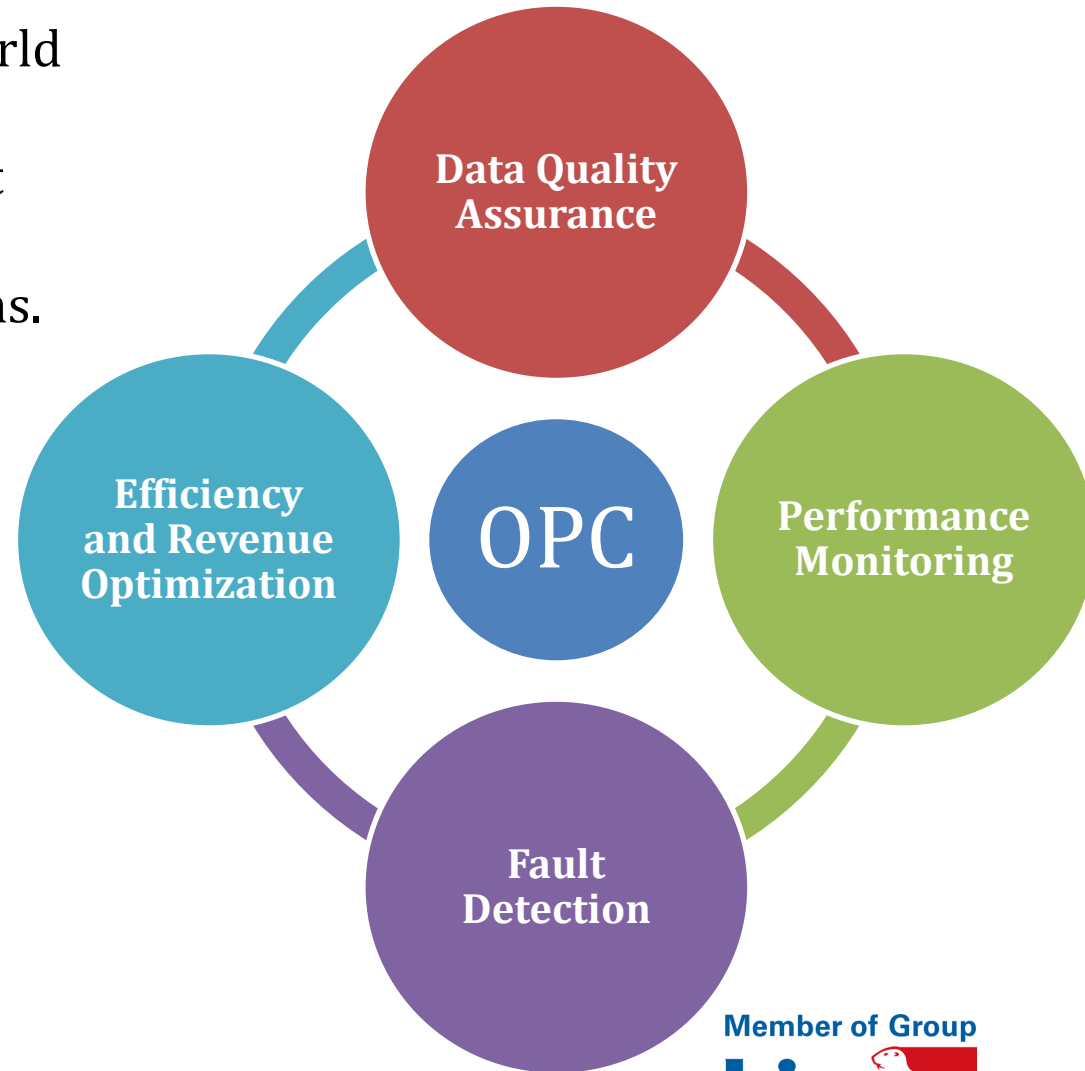 rld
t
ns.
Data Quality
Assurance
Efficiency
and Revenue
Optimization
OPC
Performance
Monitoring
Fault
Detection
Member of Group